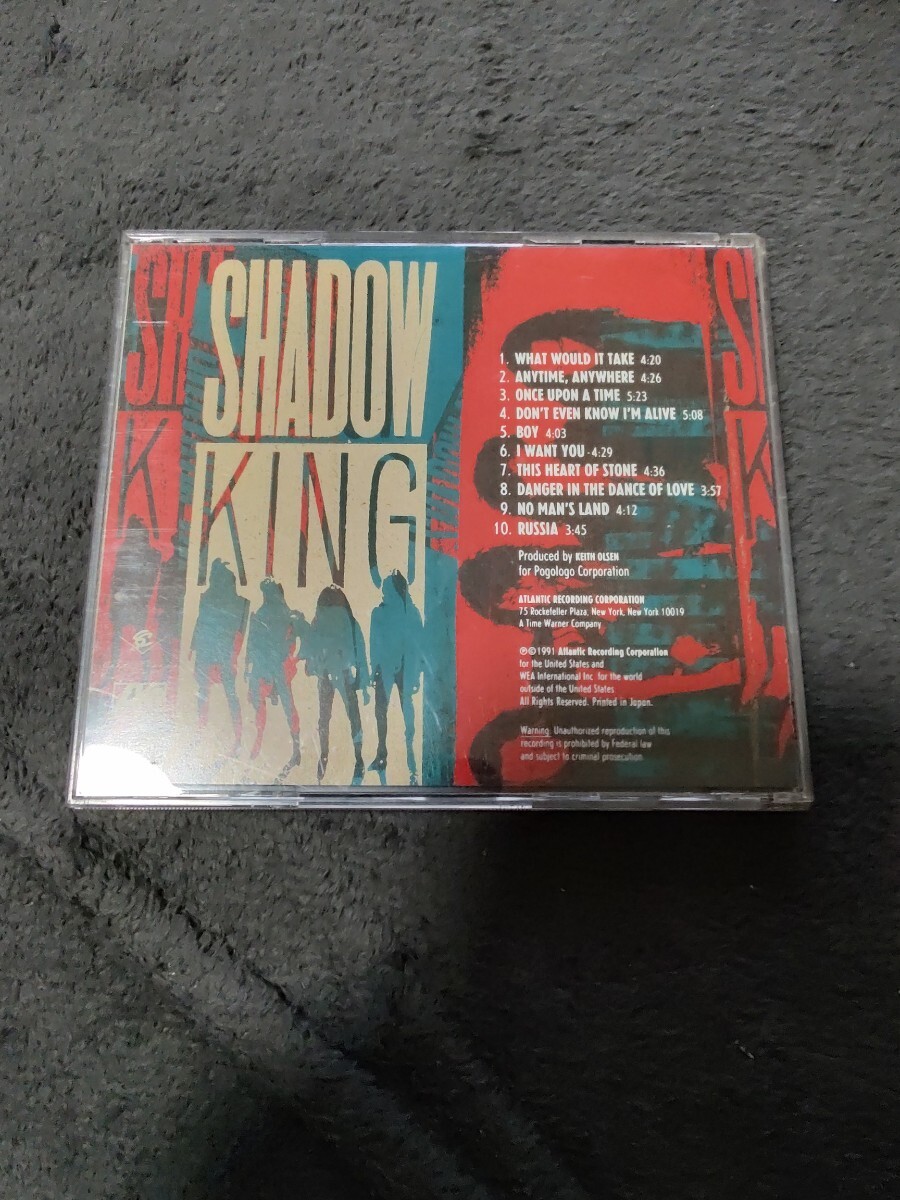 SHADOW
KING
1. WHAT WOULD IT TAKE 4:20
2. ANYTIME, ANYWHERE 4:26
3. ONCE UPON A TIME 5:23
4. DON'T EVEN KNOW I'M ALIVE 5:08
5. BOY 4:03
6. I WANT YOU 4:29
7. THIS HEART OF STONE 4:36
8. DANGER IN THE DANCE OF LOVE 3:57
9. NO MAN'S LAND 4:12
10. RUSSIA 3:45
Produced by KEITH OLSEN
for Pogologo Corporation
ATLANTIC RECORDING CORPORATION
75 Rockefeller Plaza, New York, New York 10019
A Time Warner Company
℗©1991 Atlantic Recording Corporation
for the United States and
WEA International Inc for the world
outside of the United States
All Rights Reserved. Printed in Japan.
Warning: Unauthorized reproduction of this
recording is prohibited by Federal law
and subject to criminal prosecution.
SH
K
S
K